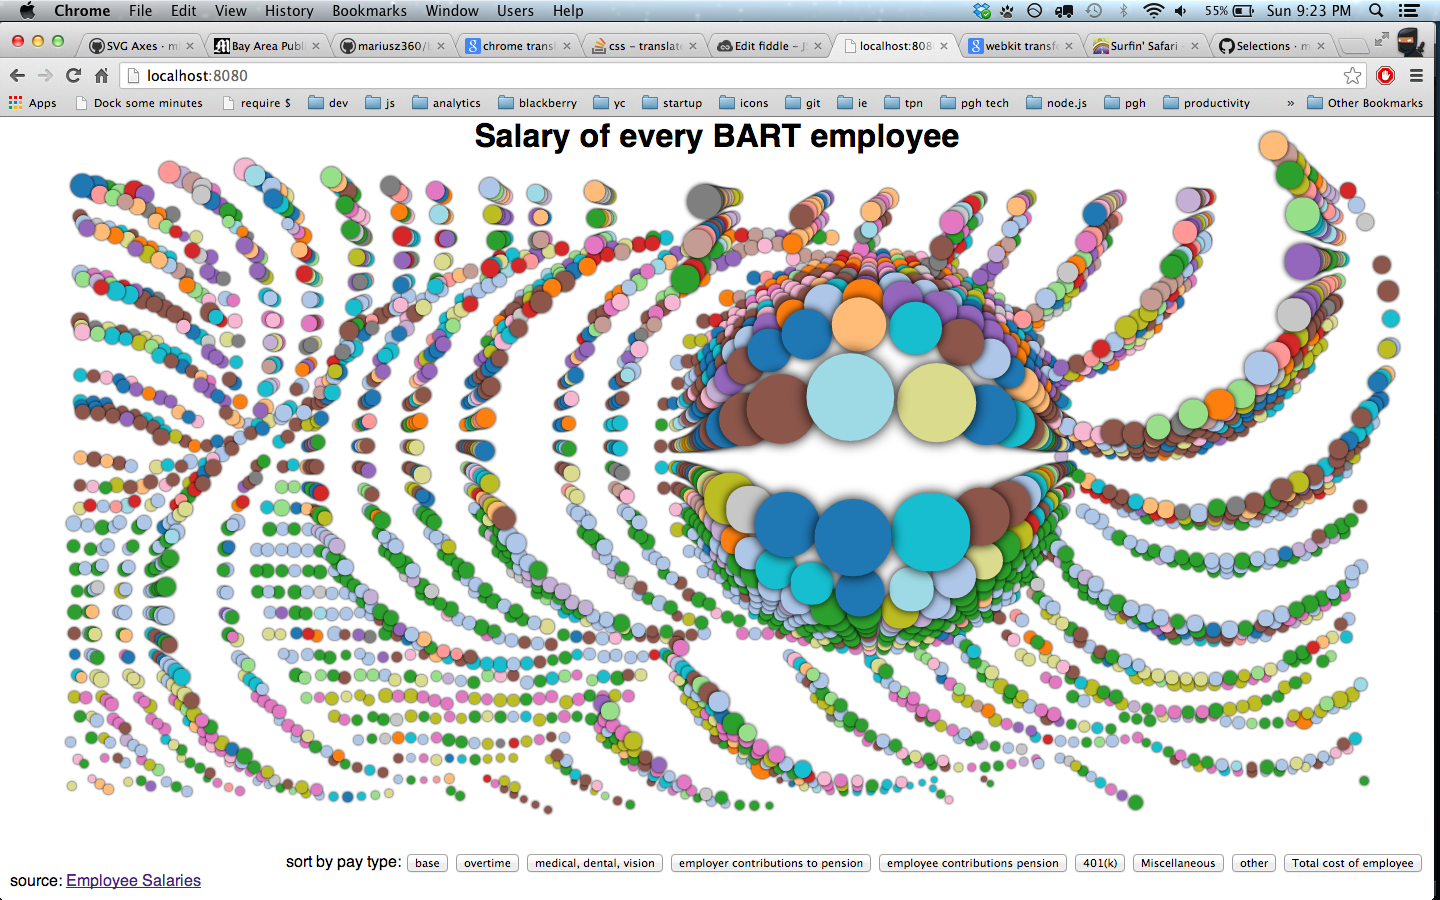 Chrome File Edit View History Bookmarks Window Users Help 55% Sun 9:23 PM
SVG Axes · m Bay Area Publ mariusz360/b chrome transl css - translate Edit fiddle - JS localhost:808 webkit transfo Surfin' Safari - Selections · m
localhost:8080
Apps Dock some minutes require $ dev js analytics blackberry yc startup icons git ie tpn pgh tech node.js pgh productivity » Other Bookmarks
Salary of every BART employee
sort by pay type: base overtime medical, dental, vision employer contributions to pension employee contributions pension 401(k) Miscellaneous other Total cost of employee
source: Employee Salaries